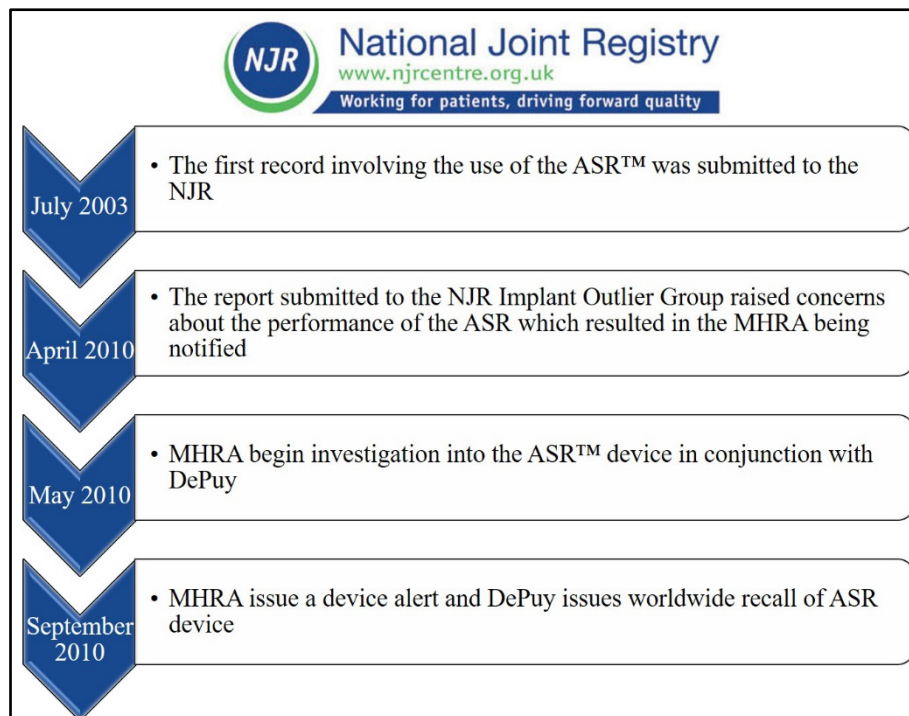 NJR
National Joint Registry
www.njrcentre.org.uk
Working for patients, driving forward quality
July 2003
• The first record involving the use of the ASR™ was submitted to the
NJR
April 2010
• The report submitted to the NJR Implant Outlier Group raised concerns
about the performance of the ASR which resulted in the MHRA being
notified
May 2010
• MHRA begin investigation into the ASR™ device in conjunction with
DePuy
September
2010
• MHRA issue a device alert and DePuy issues worldwide recall of ASR
device